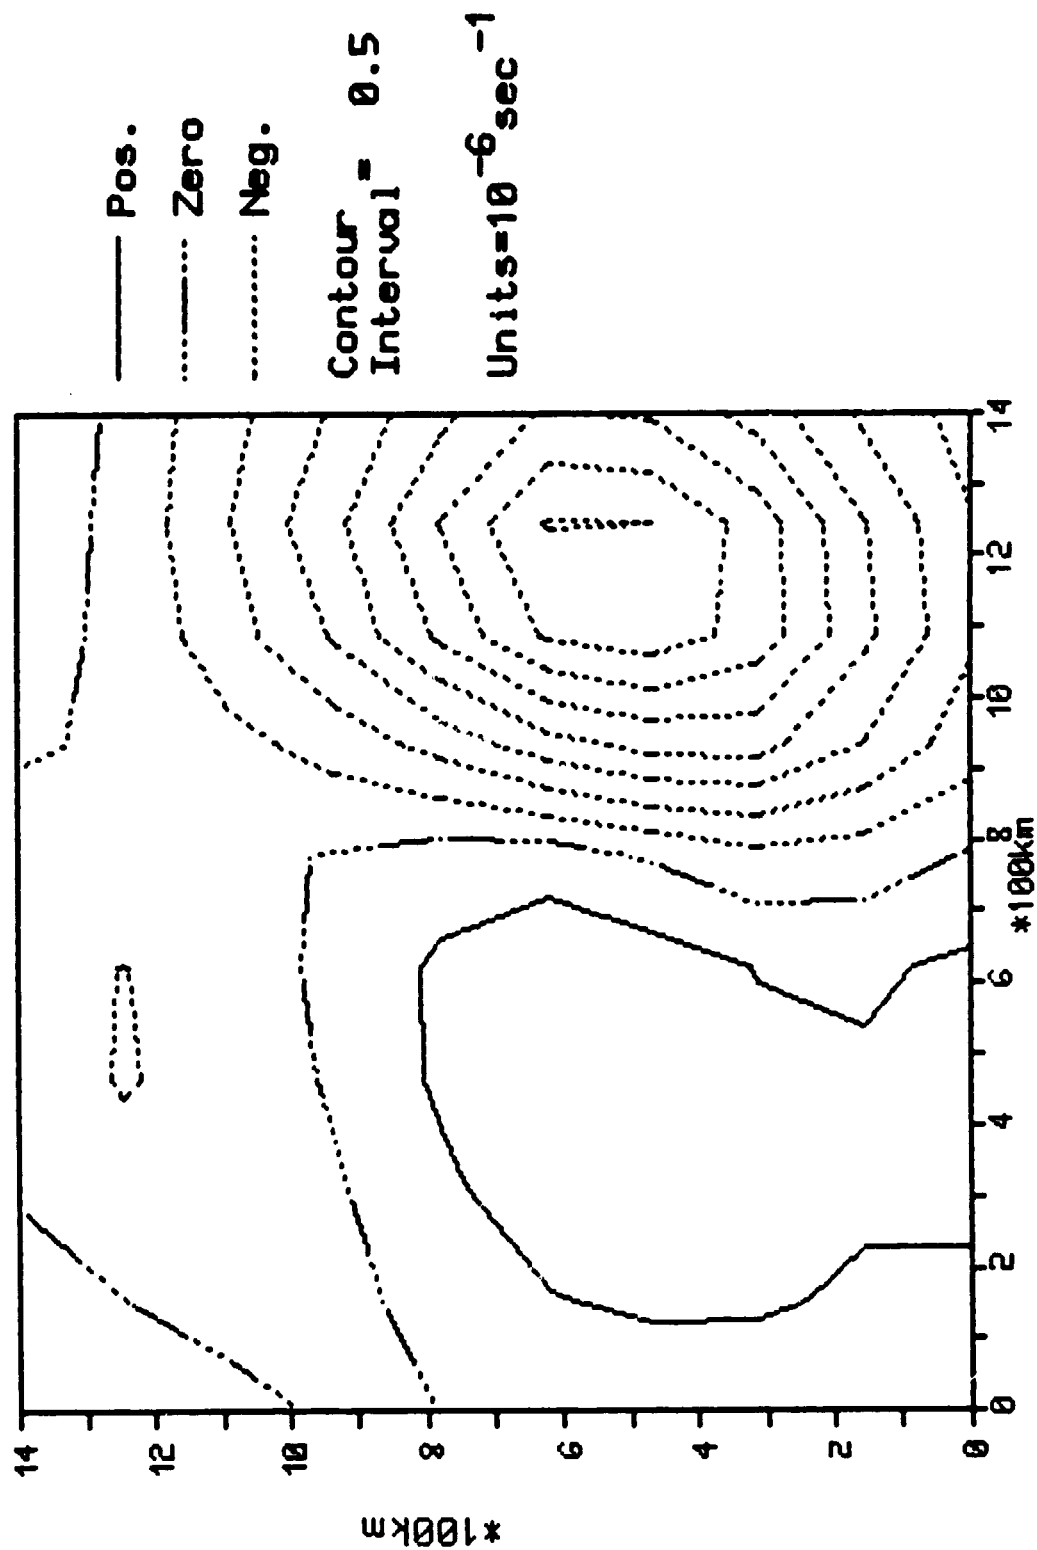 Pos.
Zero
Neg.
Contour
Interval = 0.5
Units=10⁻⁶sec⁻¹
14
12
10
8
6
4
2
0
*100km
0
2
4
6
8
10
12
14
*100km